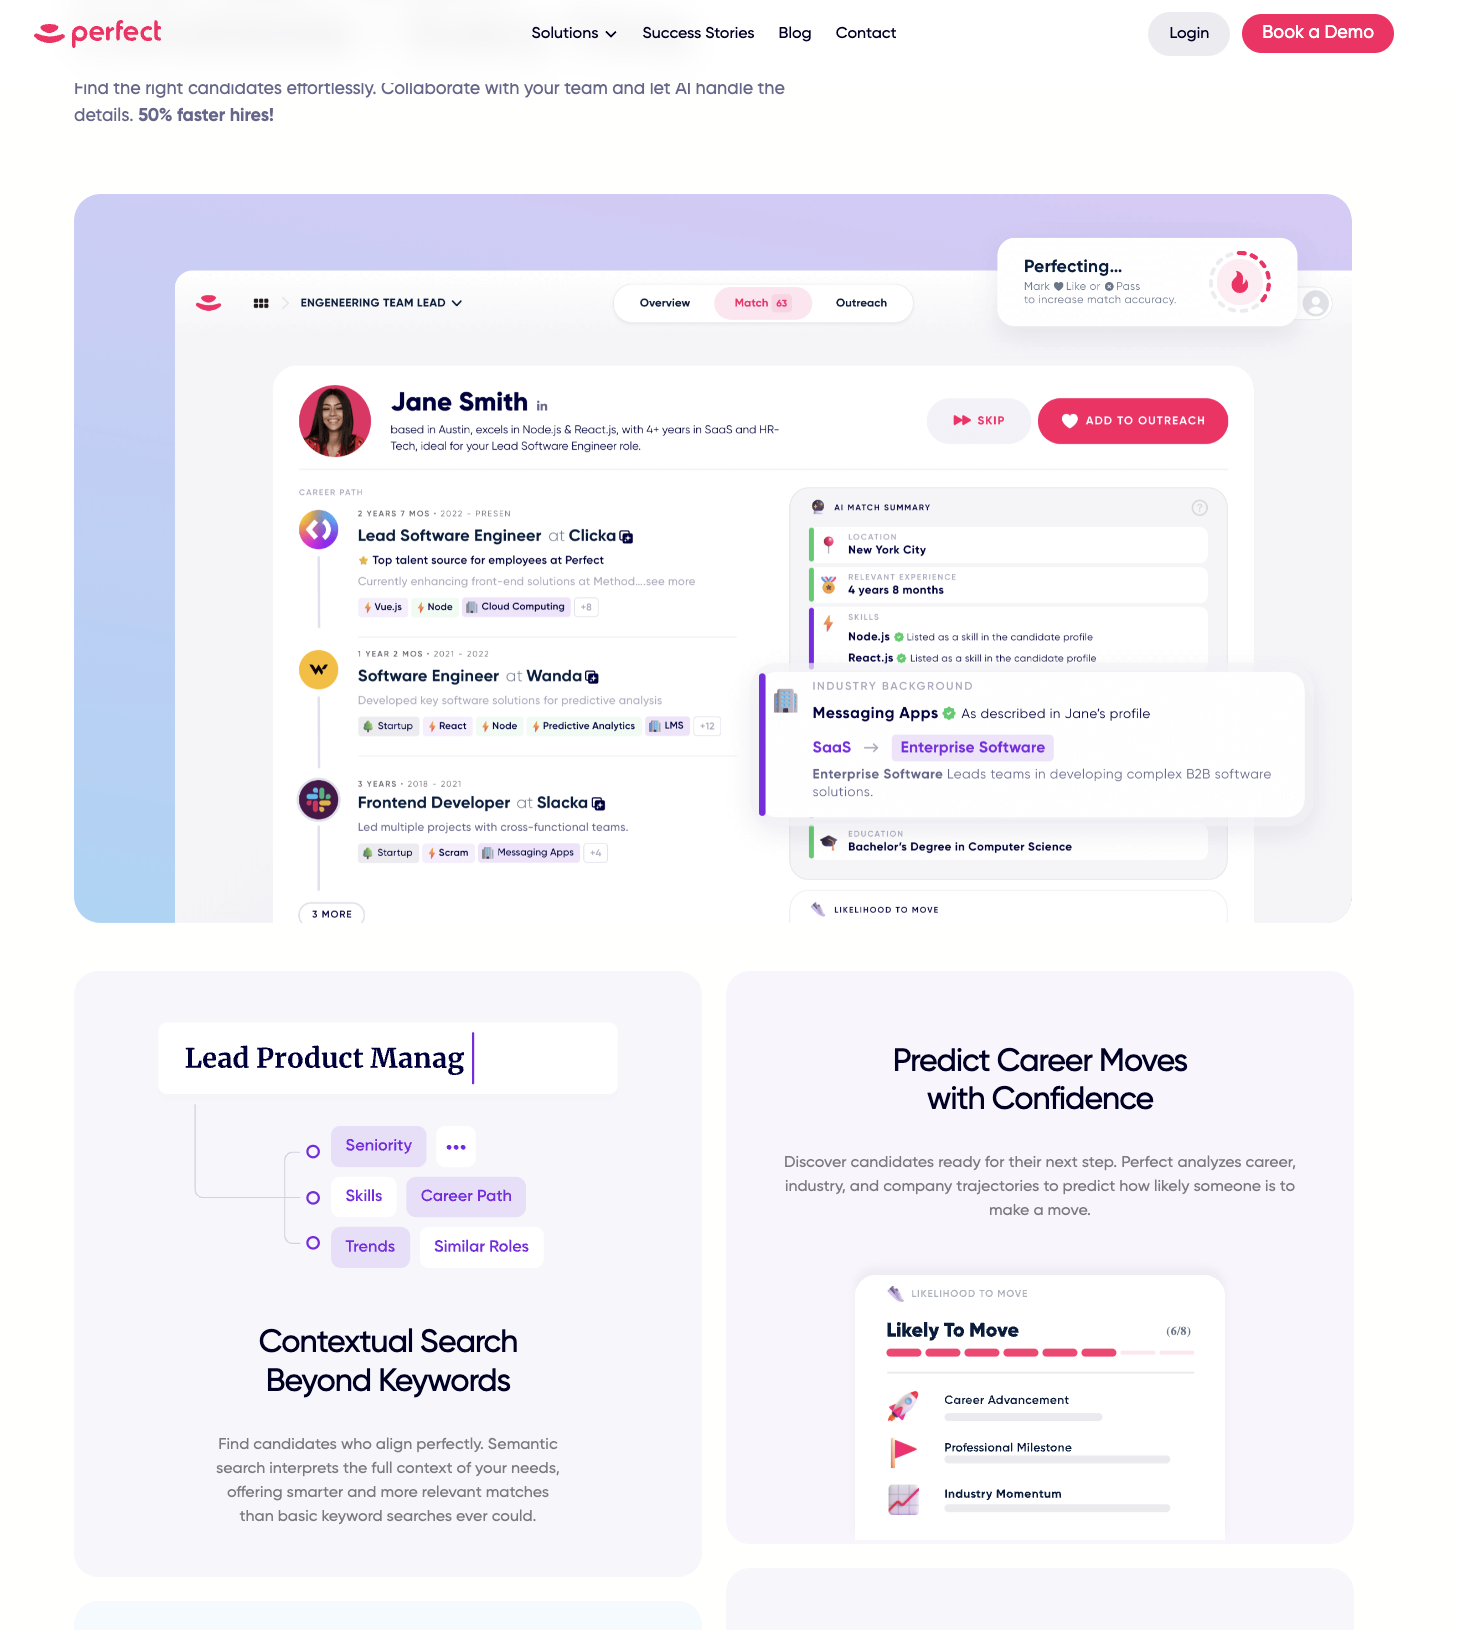 perfect
Solutions
Success Stories
Blog
Contact
Login
Book a Demo
Find the right candidates effortlessly. Collaborate with your team and let AI handle the
details. 50% faster hires!
Perfecting...
Mark Like or Pass
to increase match accuracy.
ENGENEERING TEAM LEAD
Overview
Match 63
Outreach
Jane Smith in
based in Austin, excels in Node.js & React.js, with 4+ years in SaaS and HR-
Tech, ideal for your Lead Software Engineer role.
SKIP
ADD TO OUTREACH
CAREER PATH
2 YEARS 7 MOS • 2022 - PRESEN
Lead Software Engineer at Clicka
Top talent source for employees at Perfect
Currently enhancing front-end solutions at Method....see more
Vue.js Node Cloud Computing +8
1 YEAR 2 MOS • 2021 - 2022
Software Engineer at Wanda
Developed key software solutions for predictive analysis
Startup React Node Predictive Analytics LMS +12
3 YEARS • 2018 - 2021
Frontend Developer at Slacka
Led multiple projects with cross-functional teams.
Startup Scram Messaging Apps +4
3 MORE
AI MATCH SUMMARY ?
LOCATION
New York City
RELEVANT EXPERIENCE
4 years 8 months
SKILLS
Node.js Listed as a skill in the candidate profile
React.js Listed as a skill in the candidate profile
INDUSTRY BACKGROUND
Messaging Apps As described in Jane's profile
SaaS → Enterprise Software
Enterprise Software Leads teams in developing complex B2B software
solutions.
EDUCATION
Bachelor's Degree in Computer Science
LIKELIHOOD TO MOVE
Lead Product Manag
Seniority •••
Skills Career Path
Trends Similar Roles
Contextual Search
Beyond Keywords
Find candidates who align perfectly. Semantic
search interprets the full context of your needs,
offering smarter and more relevant matches
than basic keyword searches ever could.
Predict Career Moves
with Confidence
Discover candidates ready for their next step. Perfect analyzes career,
industry, and company trajectories to predict how likely someone is to
make a move.
LIKELIHOOD TO MOVE
Likely To Move (6/8)
Career Advancement
Professional Milestone
Industry Momentum